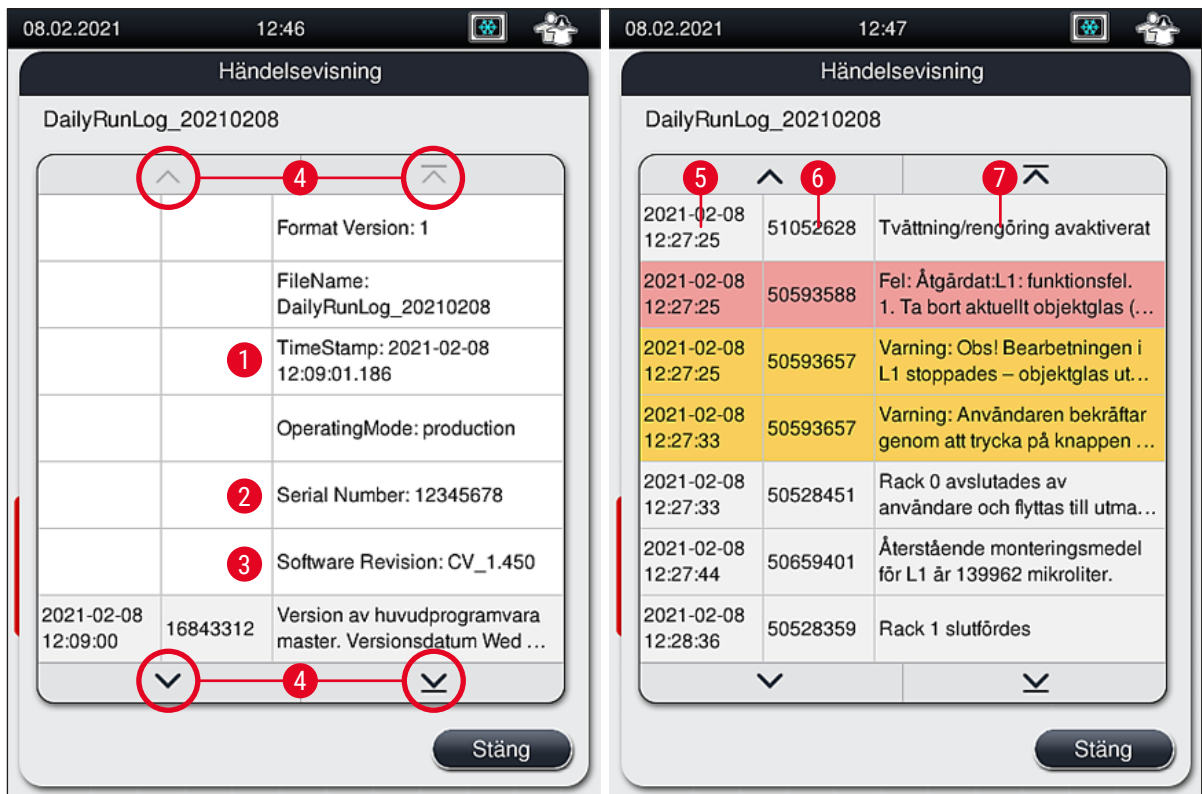 08.02.2021 12:46
Händelsevisning
DailyRunLog_20210208
4
Format Version: 1
FileName:
DailyRunLog_20210208
1
TimeStamp: 2021-02-08
12:09:01.186
OperatingMode: production
2
Serial Number: 12345678
3
Software Revision: CV_1.450
2021-02-08
12:09:00
16843312
Version av huvudprogramvara
master. Versionsdatum Wed ...
4
Stäng
08.02.2021 12:47
Händelsevisning
DailyRunLog_20210208
5 6 7
2021-02-08
12:27:25
51052628
Tvättning/rengöring avaktiverat
2021-02-08
12:27:25
50593588
Fel: Åtgärdat:L1: funktionsfel.
1. Ta bort aktuellt objektglas (...
2021-02-08
12:27:25
50593657
Varning: Obs! Bearbetningen i
L1 stoppades – objektglas ut...
2021-02-08
12:27:33
50593657
Varning: Användaren bekräftar
genom att trycka på knappen ...
2021-02-08
12:27:33
50528451
Rack 0 avslutades av
användare och flyttas till utma...
2021-02-08
12:27:44
50659401
Återstående monteringsmedel
för L1 är 139962 mikroliter.
2021-02-08
12:28:36
50528359
Rack 1 slutfördes
Stäng